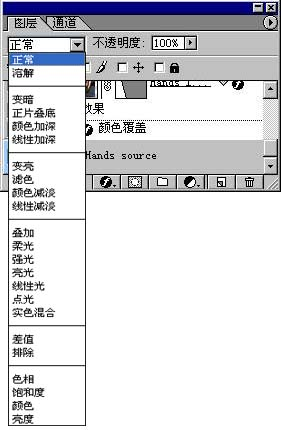 图层 通道
正常 不透明度: 100%
正常
溶解
变暗
正片叠底
颜色加深
线性加深
变亮
滤色
颜色减淡
线性减淡
叠加
柔光
强光
亮光
线性光
点光
实色混合
差值
排除
色相
饱和度
颜色
亮度
效果
颜色覆盖
Hands source